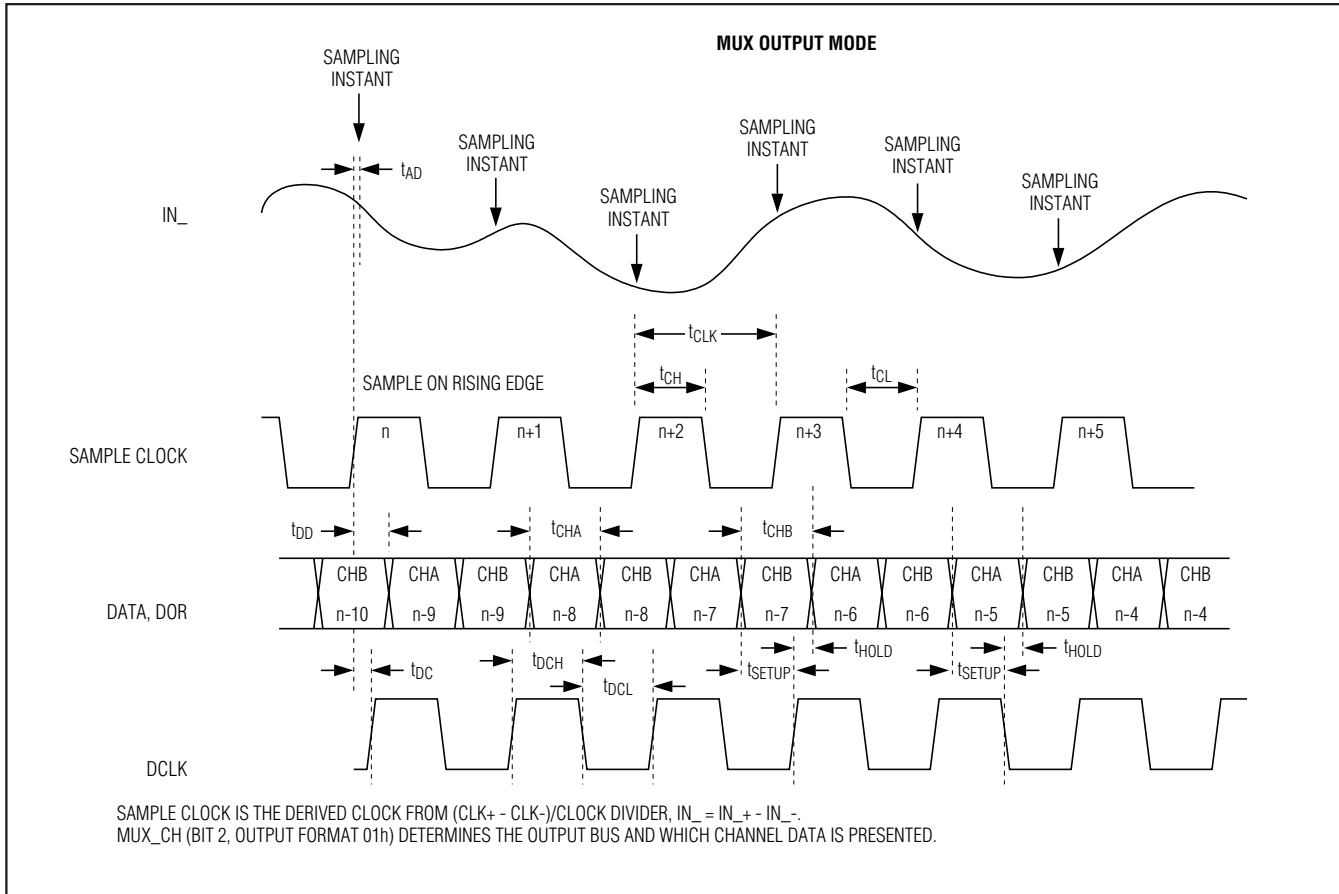 MUX OUTPUT MODE
SAMPLING
INSTANT
SAMPLING
INSTANT
SAMPLING
INSTANT
SAMPLING
INSTANT
SAMPLING
INSTANT
SAMPLING
INSTANT
tAD
IN_
tCLK
tCH
tCL
SAMPLE ON RISING EDGE
SAMPLE CLOCK
n
n+1
n+2
n+3
n+4
n+5
tDD
tCHA
tCHB
DATA, DOR
CHB CHA CHB CHA CHB CHA CHB CHA CHB CHA CHB CHA CHB
n-10 n-9 n-9 n-8 n-8 n-7 n-7 n-6 n-6 n-5 n-5 n-4 n-4
tDC
tDCH
tDCL
tSETUP
tHOLD
tSETUP
tHOLD
DCLK
SAMPLE CLOCK IS THE DERIVED CLOCK FROM (CLK+ - CLK-)/CLOCK DIVIDER, IN_ = IN_+ - IN_-.
MUX_CH (BIT 2, OUTPUT FORMAT 01h) DETERMINES THE OUTPUT BUS AND WHICH CHANNEL DATA IS PRESENTED.